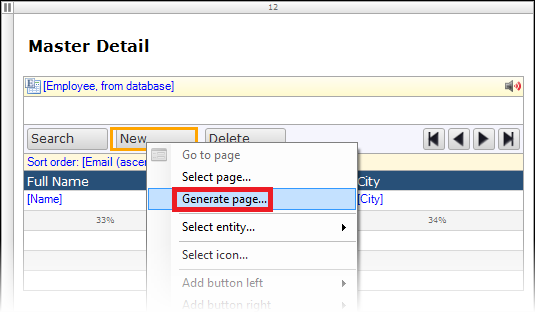 12
Master Detail
[Employee, from database]
Search New Delete
Sort order: [Email (asce
Full Name City
[Name] [City]
33% 34%
Go to page
Select page...
Generate page...
Select entity...
Select icon...
Add button left
Add button right